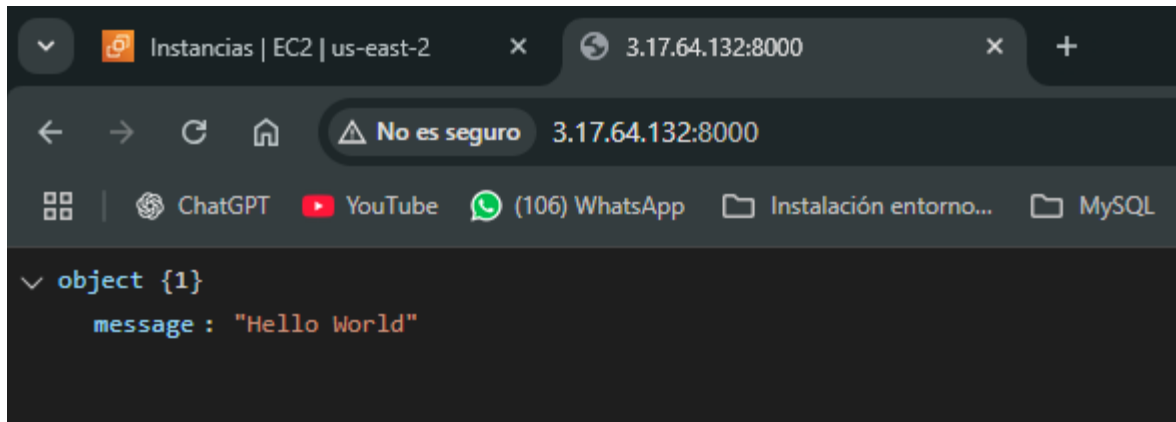 Instancias | EC2 | us-east-2 3.17.64.132:8000
No es seguro 3.17.64.132:8000
ChatGPT YouTube (106) WhatsApp Instalación entorno... MySQL
object {1}
message : "Hello World"